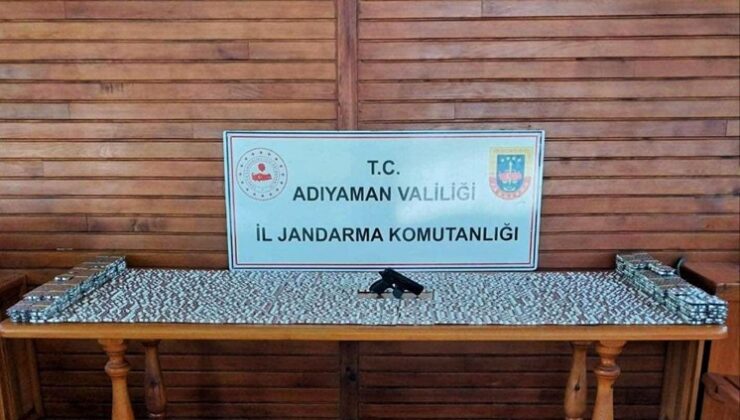 T.C.
ADIYAMAN VALİLİĞİ
İL JANDARMA KOMUTANLIĞI